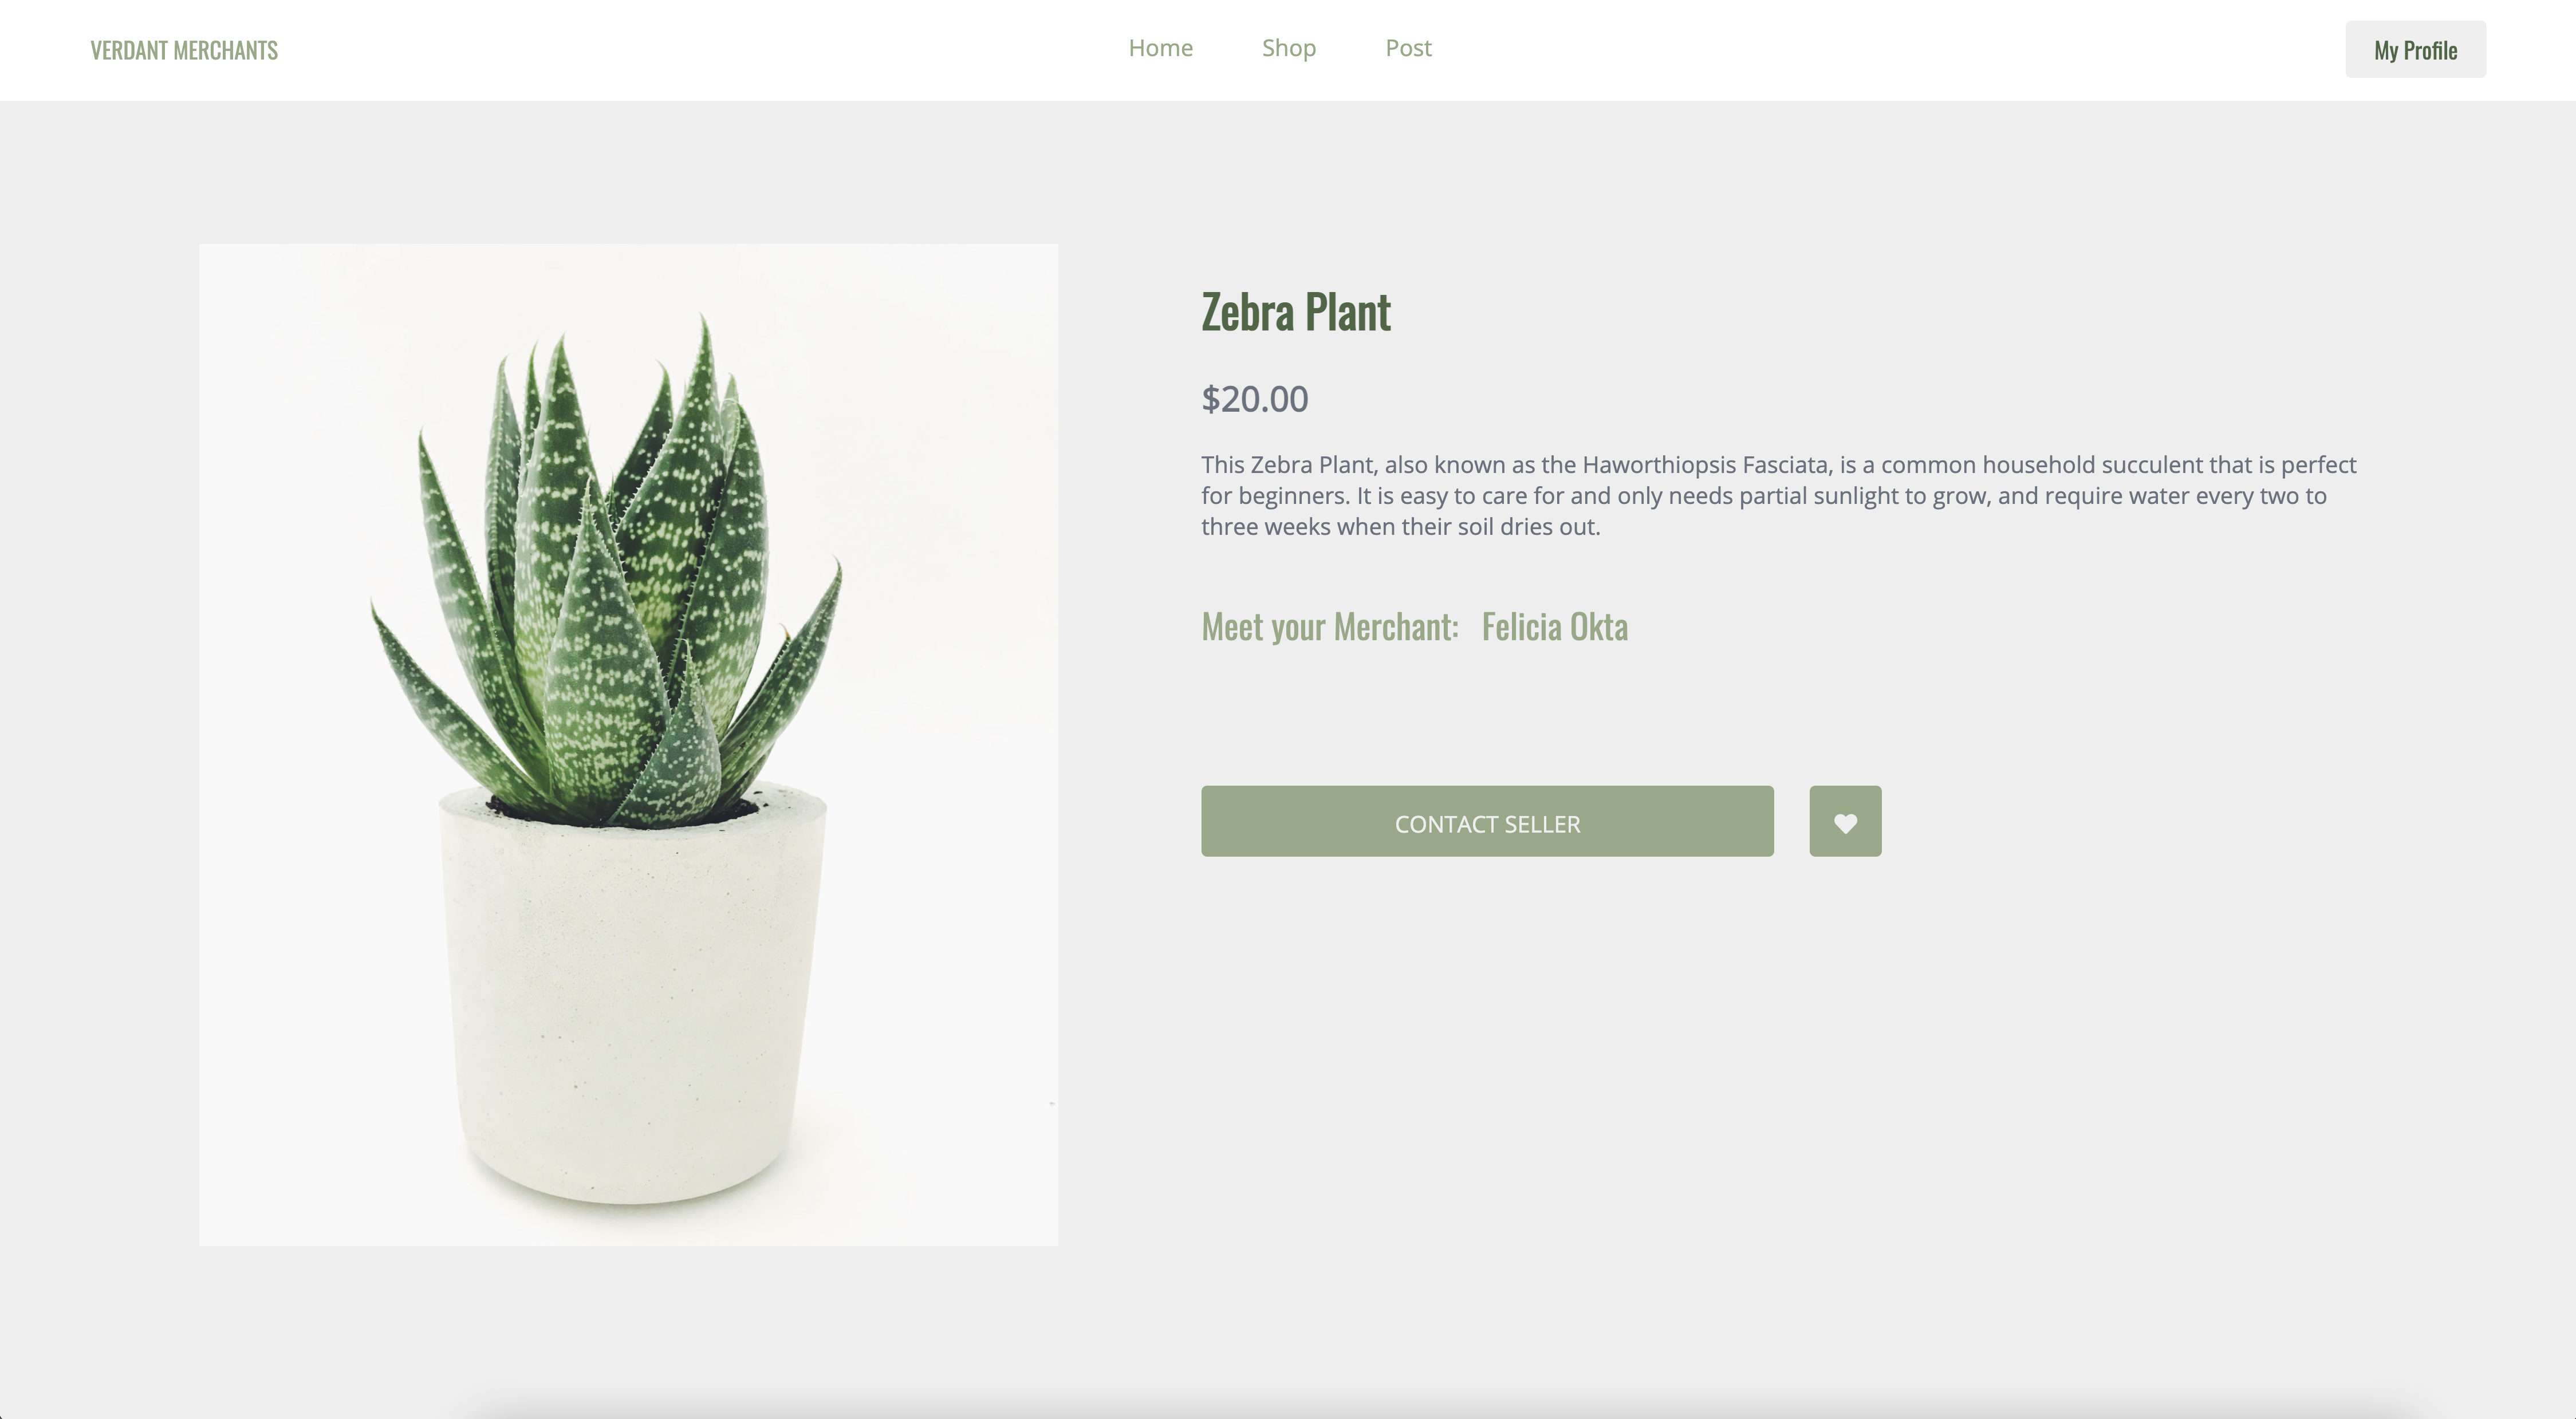 VERDANT MERCHANTS
Home
Shop
Post
My Profile
Zebra Plant
$20.00
This Zebra Plant, also known as the Haworthiopsis Fasciata, is a common household succulent that is perfect
for beginners. It is easy to care for and only needs partial sunlight to grow, and require water every two to
three weeks when their soil dries out.
Meet your Merchant: Felicia Okta
CONTACT SELLER